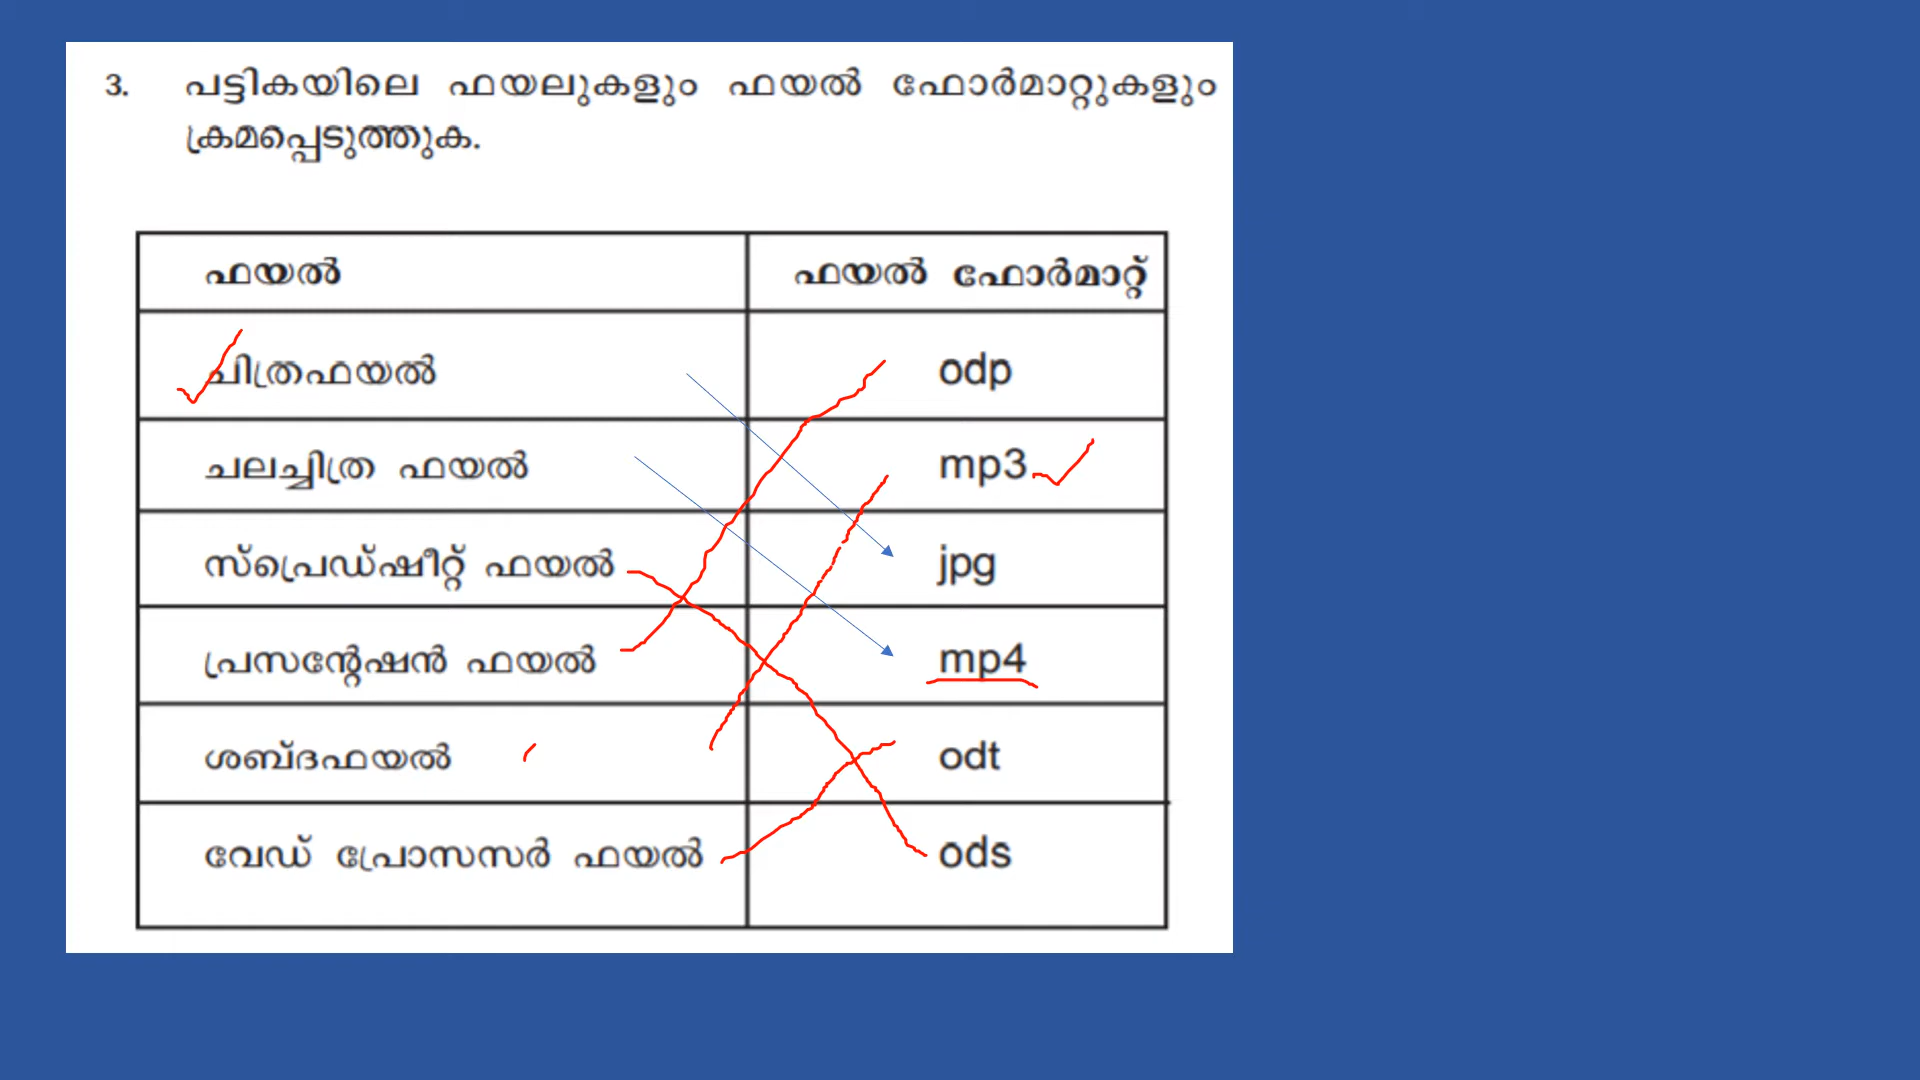 3. പട്ടികയിലെ ഫയലുകളും ഫയൽ ഫോർമാറ്റുകളും
ക്രമപ്പെടുത്തുക.
ഫയൽ ഫയൽ ഫോർമാറ്റ്
ചിത്രഫയൽ odp
ചലച്ചിത്ര ഫയൽ mp3
സ്പ്രെഡ്ഷീറ്റ് ഫയൽ jpg
പ്രസന്റേഷൻ ഫയൽ mp4
ശബ്ദഫയൽ odt
വേഡ് പ്രോസസർ ഫയൽ ods